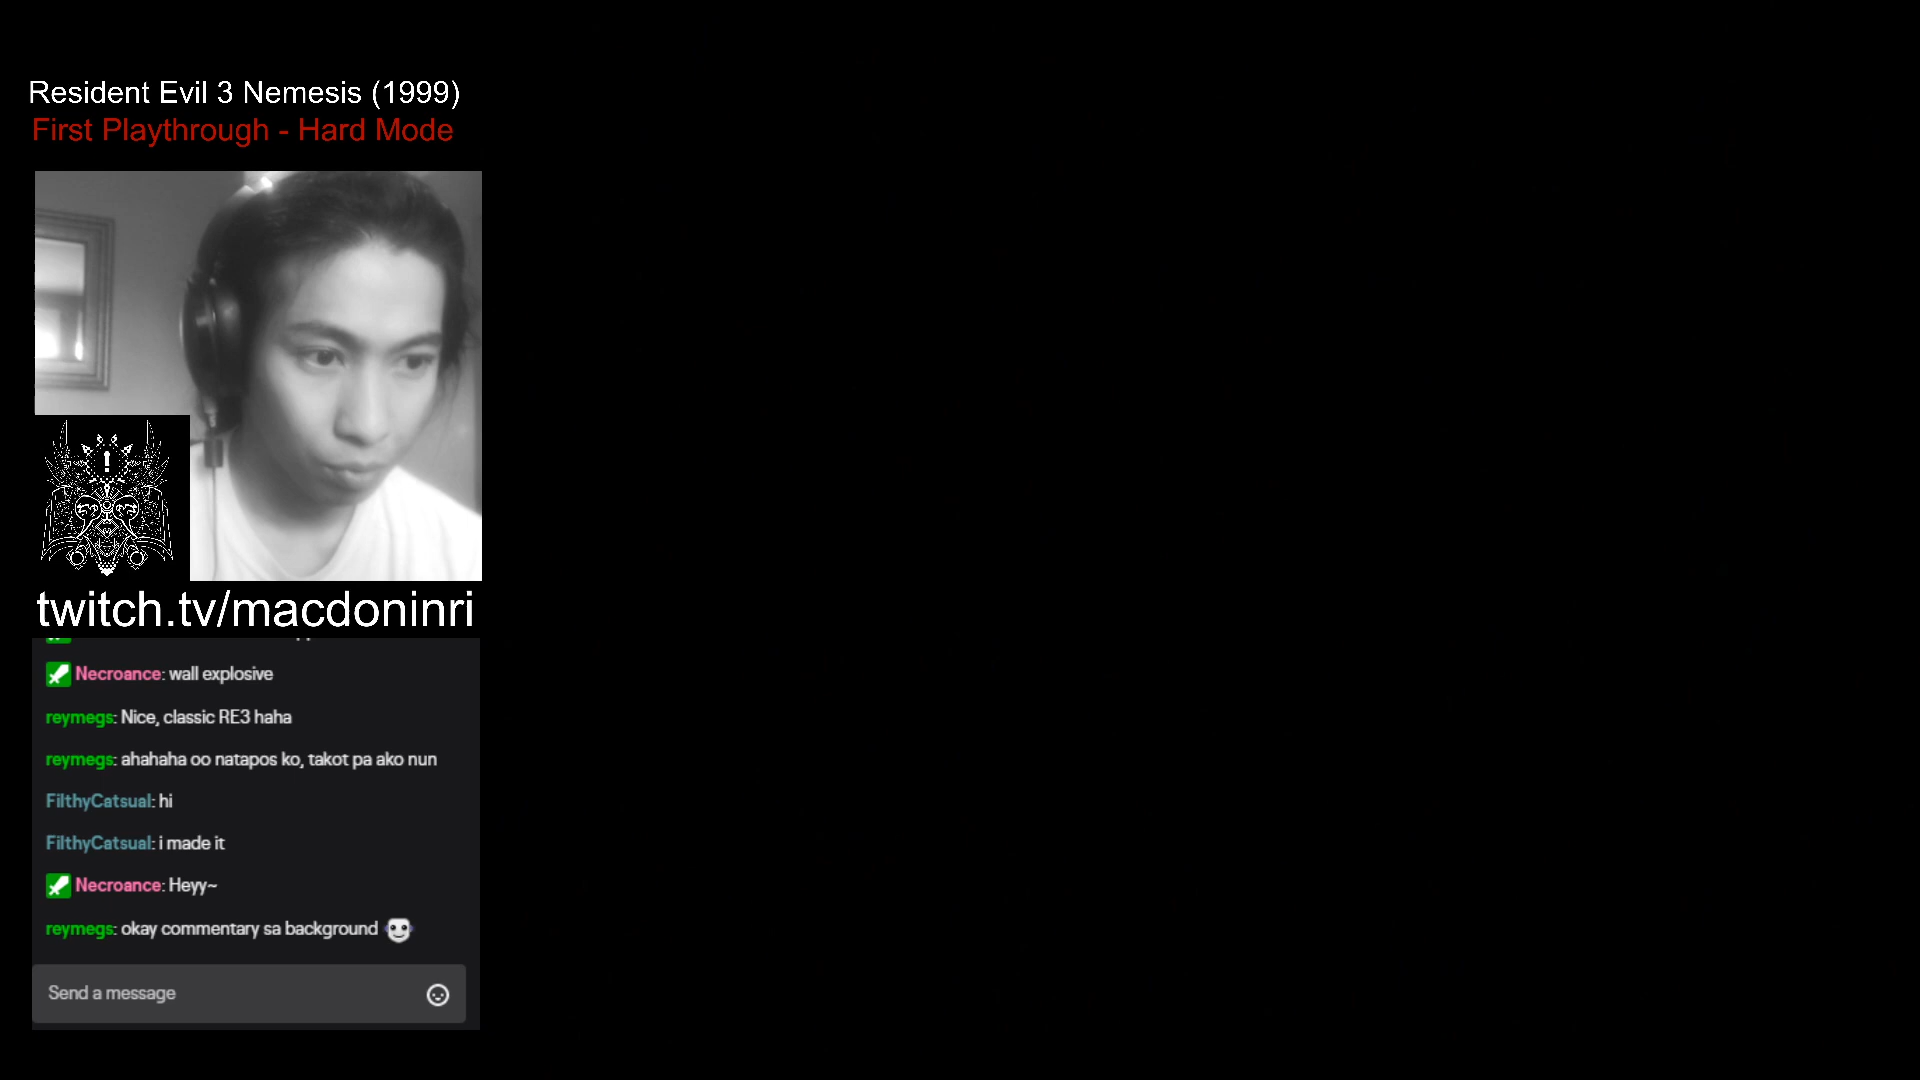 Resident Evil 3 Nemesis (1999)
First Playthrough - Hard Mode
twitch.tv/macdoninri
Necroance: wall explosive
reymegs: Nice, classic RE3 haha
reymegs: ahahaha oo natapos ko, takot pa ako nun
FilthyCatsual: hi
FilthyCatsual: i made it
Necroance: Heyy~
reymegs: okay commentary sa background
Send a message